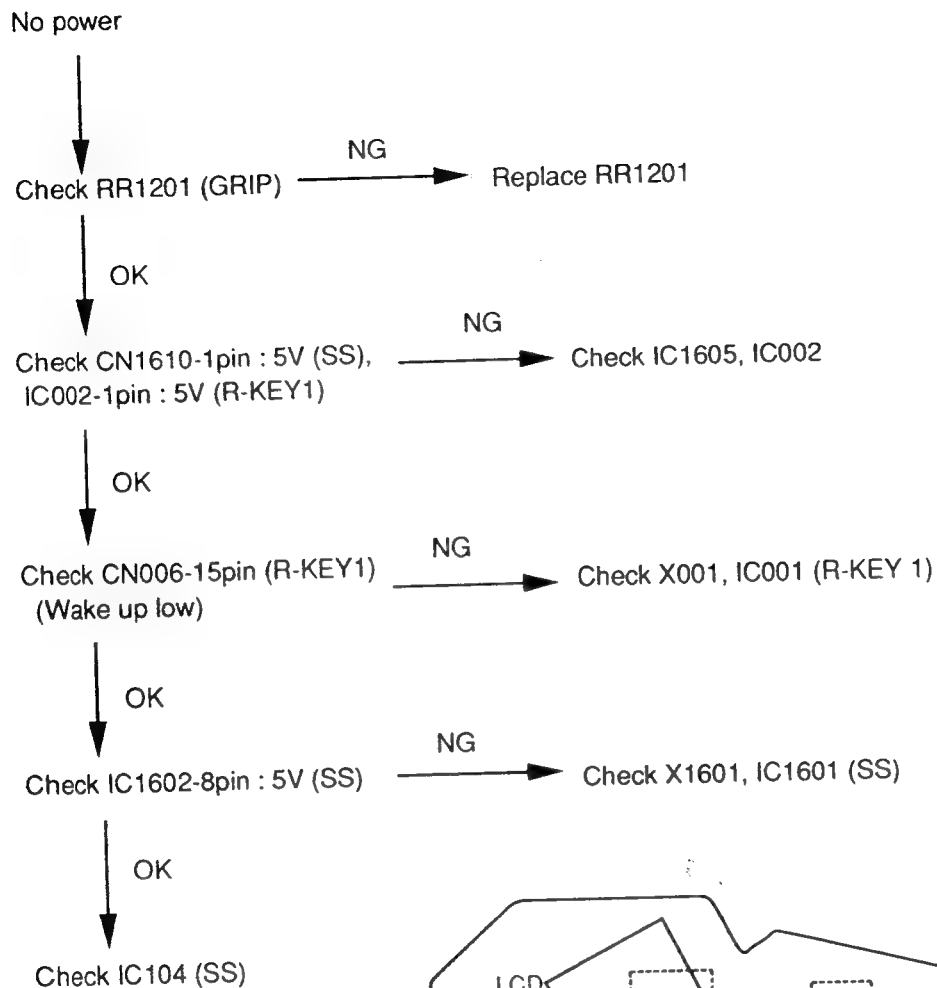 No power
Check RR1201 (GRIP)
NG
Replace RR1201
OK
Check CN1610-1pin : 5V (SS),
IC002-1pin : 5V (R-KEY1)
NG
Check IC1605, IC002
OK
Check CN006-15pin (R-KEY1)
(Wake up low)
NG
Check X001, IC001 (R-KEY 1)
OK
Check IC1602-8pin : 5V (SS)
NG
Check X1601, IC1601 (SS)
OK
Check IC104 (SS)
LCD